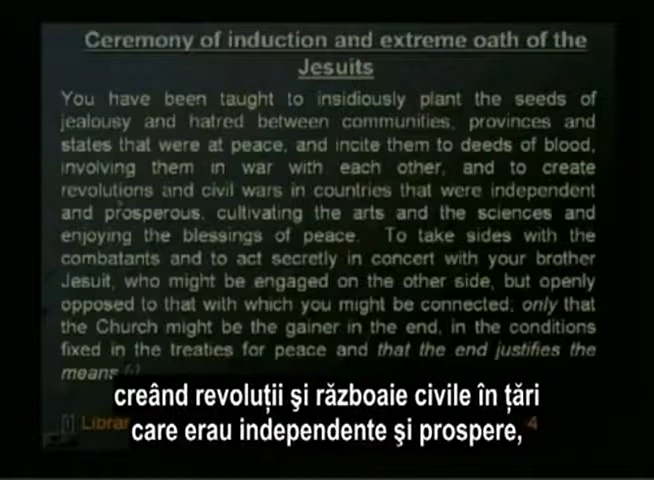 Ceremony of induction and extreme oath of the
Jesuits
You have been taught to insidiously plant the seeds of
jealousy and hatred between communities, provinces and
states that were at peace, and incite them to deeds of blood,
involving them in war with each other, and to create
revolutions and civil wars in countries that were independent
and prosperous, cultivating the arts and the sciences and
enjoying the blessings of peace. To take sides with the
combatants and to act secretly in concert with your brother
Jesuit, who might be engaged on the other side, but openly
opposed to that with which you might be connected, only that
the Church might be the gainer in the end, in the conditions
fixed in the treaties for peace and that the end justifies the
means.[i]
creând revoluții și războaie civile în țări
[i] Librar 4
care erau independente și prospere,